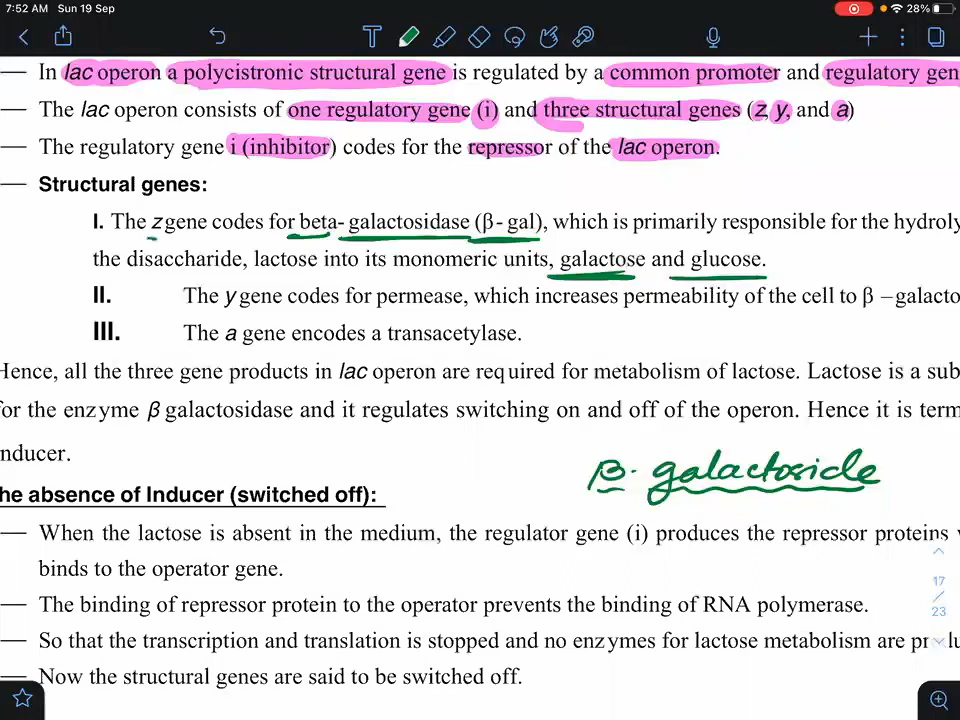 7:52 AM Sun 19 Sep 28%
— In lac operon a polycistronic structural gene is regulated by a common promoter and regulatory gen
— The lac operon consists of one regulatory gene (i) and three structural genes (z, y, and a)
— The regulatory gene i (inhibitor) codes for the repressor of the lac operon.
— Structural genes:
I. The z gene codes for beta- galactosidase (β- gal), which is primarily responsible for the hydroly
the disaccharide, lactose into its monomeric units, galactose and glucose.
II. The y gene codes for permease, which increases permeability of the cell to β –galacto
III. The a gene encodes a transacetylase.
Hence, all the three gene products in lac operon are required for metabolism of lactose. Lactose is a sub
for the enzyme β galactosidase and it regulates switching on and off of the operon. Hence it is term
nducer.
β- galactoside
he absence of Inducer (switched off):
— When the lactose is absent in the medium, the regulator gene (i) produces the repressor proteins
binds to the operator gene.
— The binding of repressor protein to the operator prevents the binding of RNA polymerase.
— So that the transcription and translation is stopped and no enzymes for lactose metabolism are
— Now the structural genes are said to be switched off.
17
/
23